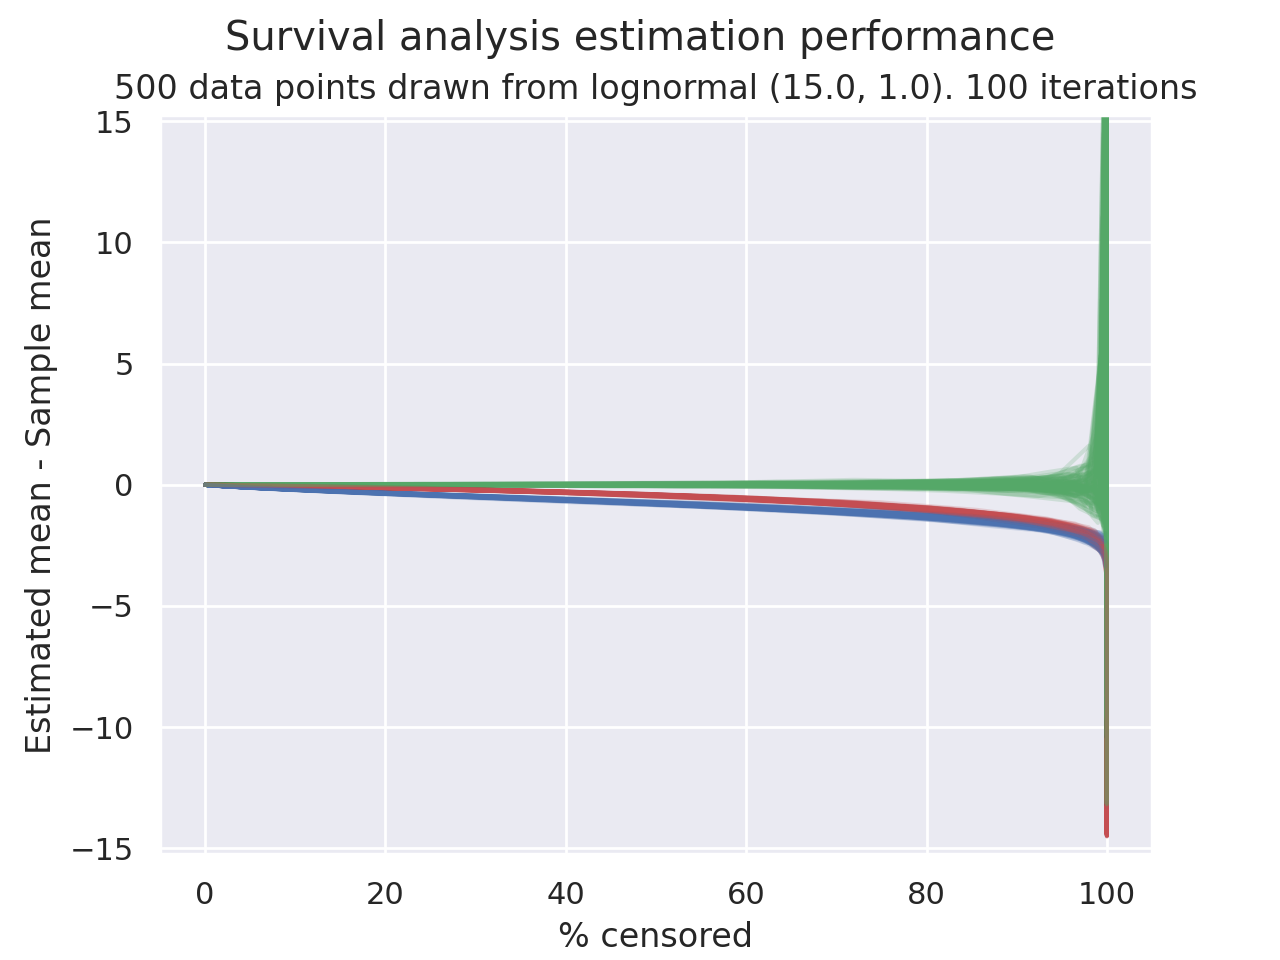 Survival analysis estimation performance
500 data points drawn from lognormal (15.0, 1.0). 100 iterations
15
10
5
0
−5
−10
−15
Estimated mean - Sample mean
0 20 40 60 80 100
% censored